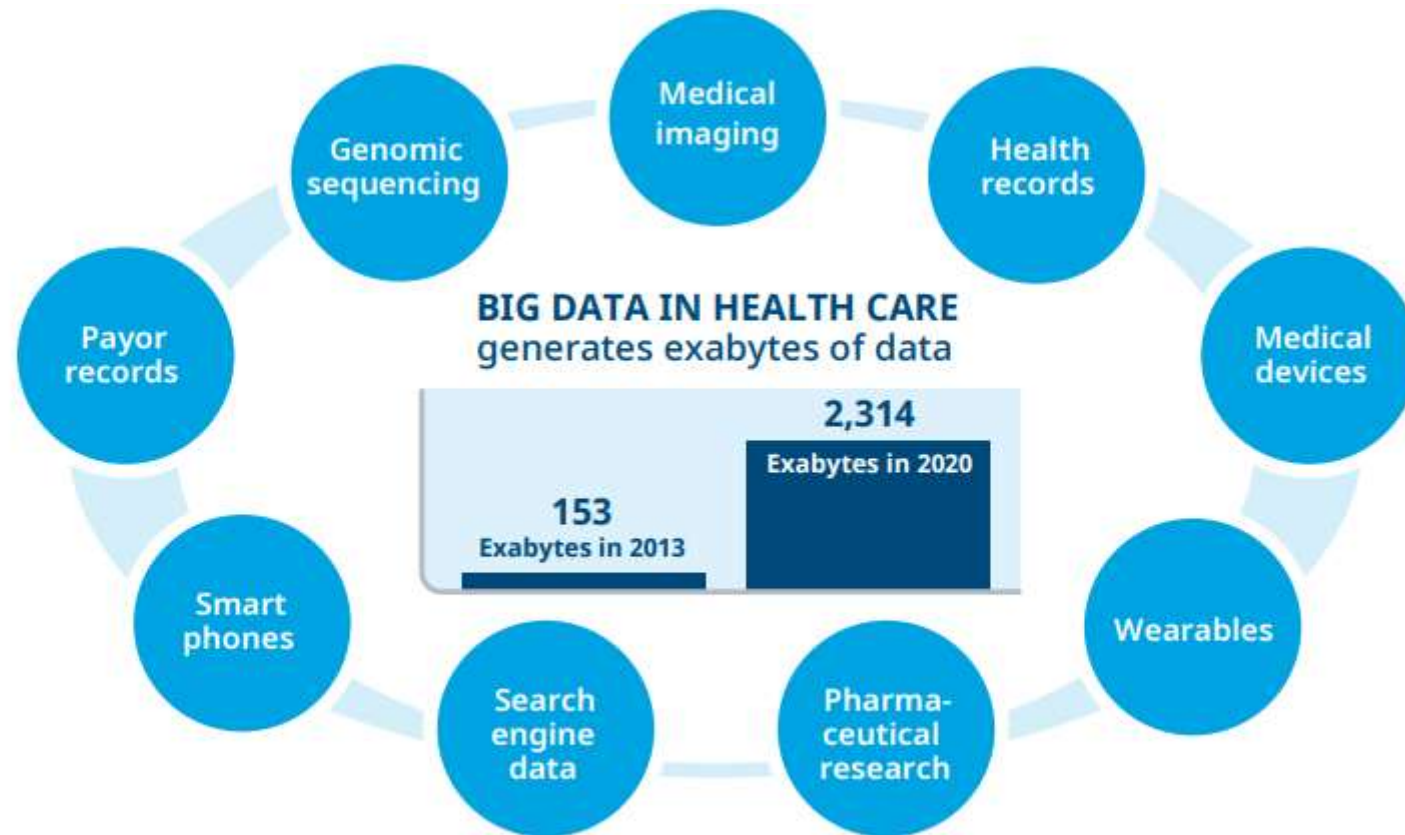 Medical
imaging
Genomic
sequencing
Health
records
Payor
records
BIG DATA IN HEALTH CARE
generates exabytes of data
Medical
devices
2,314
Exabytes in 2020
153
Exabytes in 2013
Smart
phones
Wearables
Search
engine
data
Pharma-
ceutical
research